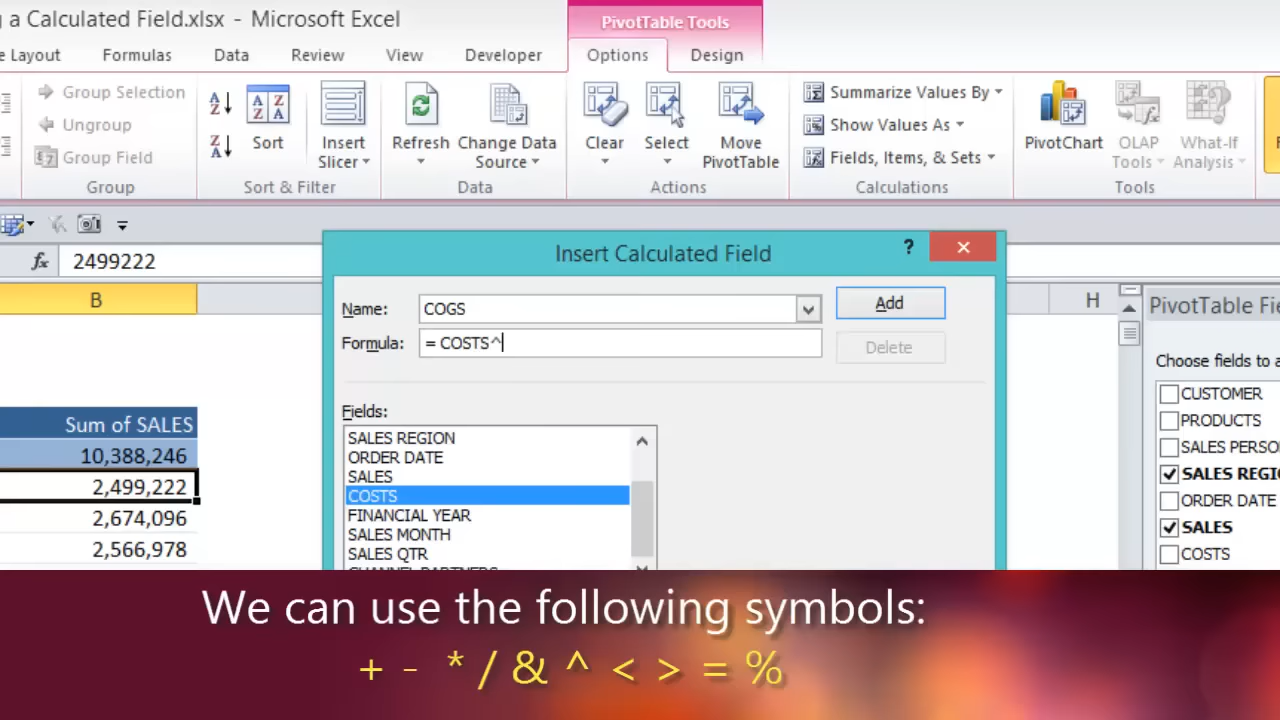 g a Calculated Field.xlsx - Microsoft Excel
PivotTable Tools
e Layout Formulas Data Review View Developer Options Design
Group Selection
Ungroup
Group Field
Group
A Z
Z A
A Z Z A
Sort
Insert Slicer
Sort & Filter
Refresh
Change Data Source
Data
Clear
Select
Move PivotTable
Actions
Summarize Values By
Show Values As
Fields, Items, & Sets
Calculations
PivotChart
OLAP Tools
What-If Analysis
Tools
fx 2499222
Insert Calculated Field
?
B
H
Name: COGS
Add
Formula: = COSTS^
Delete
Fields:
SALES REGION
ORDER DATE
SALES
COSTS
FINANCIAL YEAR
SALES MONTH
SALES QTR
CHANNEL PARTNERS
Sum of SALES
10,388,246
2,499,222
2,674,096
2,566,978
PivotTable Fi
Choose fields to a
CUSTOMER
PRODUCTS
SALES PERSO
SALES REGI
ORDER DATE
SALES
COSTS
We can use the following symbols:
+ - * / & ^ < > = %